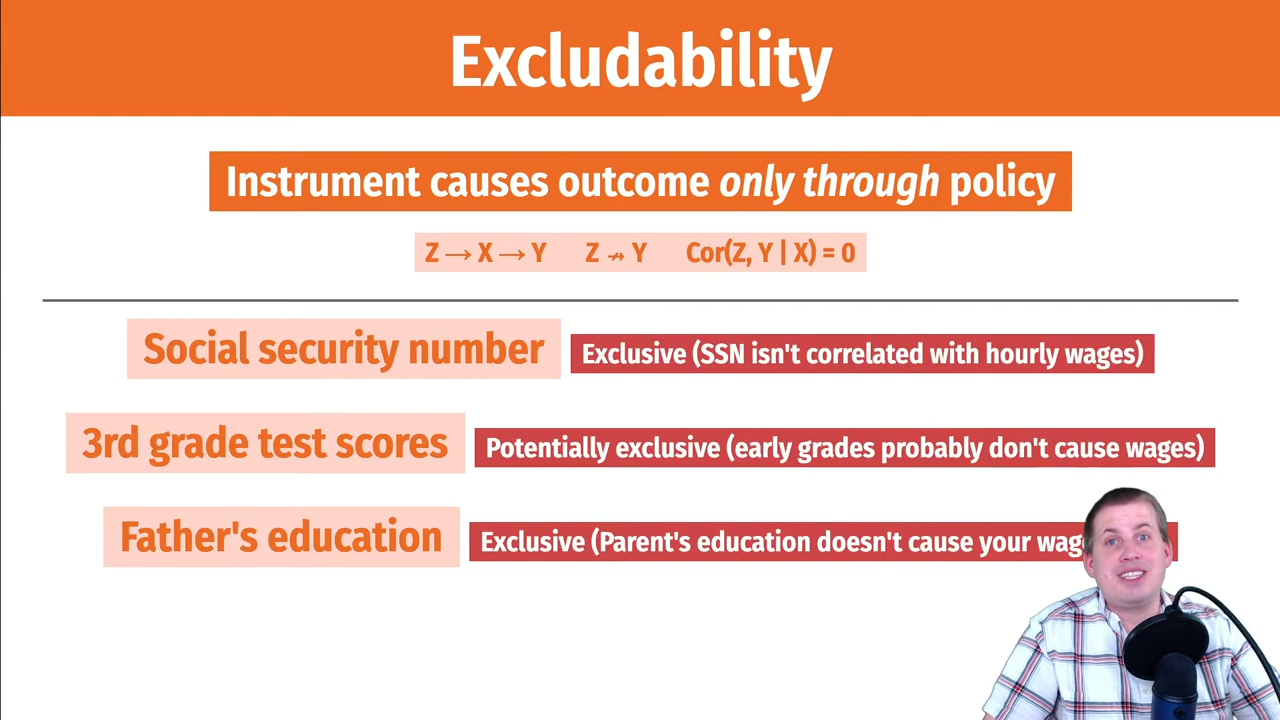 Excludability
Instrument causes outcome only through policy
Z → X → Y Z ↛ Y Cor(Z, Y | X) = 0
Social security number Exclusive (SSN isn't correlated with hourly wages)
3rd grade test scores Potentially exclusive (early grades probably don't cause wages)
Father's education Exclusive (Parent's education doesn't cause your